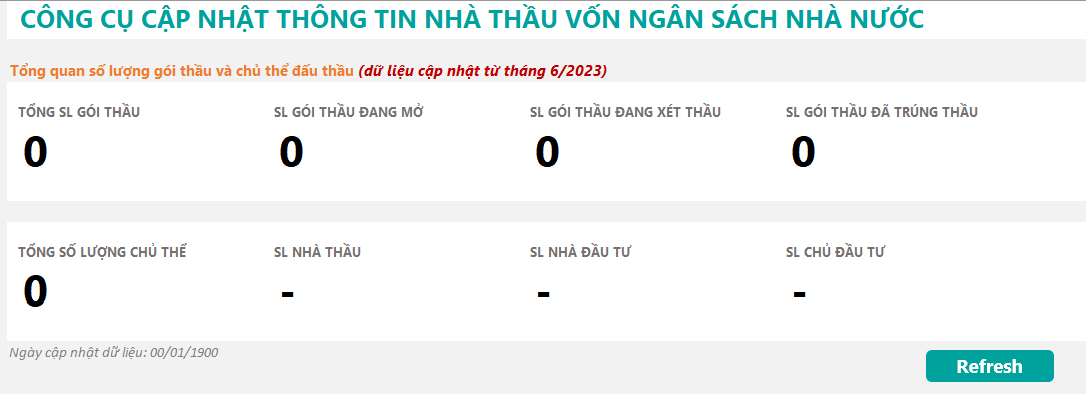 CÔNG CỤ CẬP NHẬT THÔNG TIN NHÀ THẦU VỐN NGÂN SÁCH NHÀ NƯỚC
Tổng quan số lượng gói thầu và chủ thể đấu thầu (dữ liệu cập nhật từ tháng 6/2023)
TỔNG SL GÓI THẦU
0
SL GÓI THẦU ĐANG MỞ
0
SL GÓI THẦU ĐANG XÉT THẦU
0
SL GÓI THẦU ĐÃ TRÚNG THẦU
0
TỔNG SỐ LƯỢNG CHỦ THỂ
0
SL NHÀ THẦU
-
SL NHÀ ĐẦU TƯ
-
SL CHỦ ĐẦU TƯ
-
Ngày cập nhật dữ liệu: 00/01/1900
Refresh